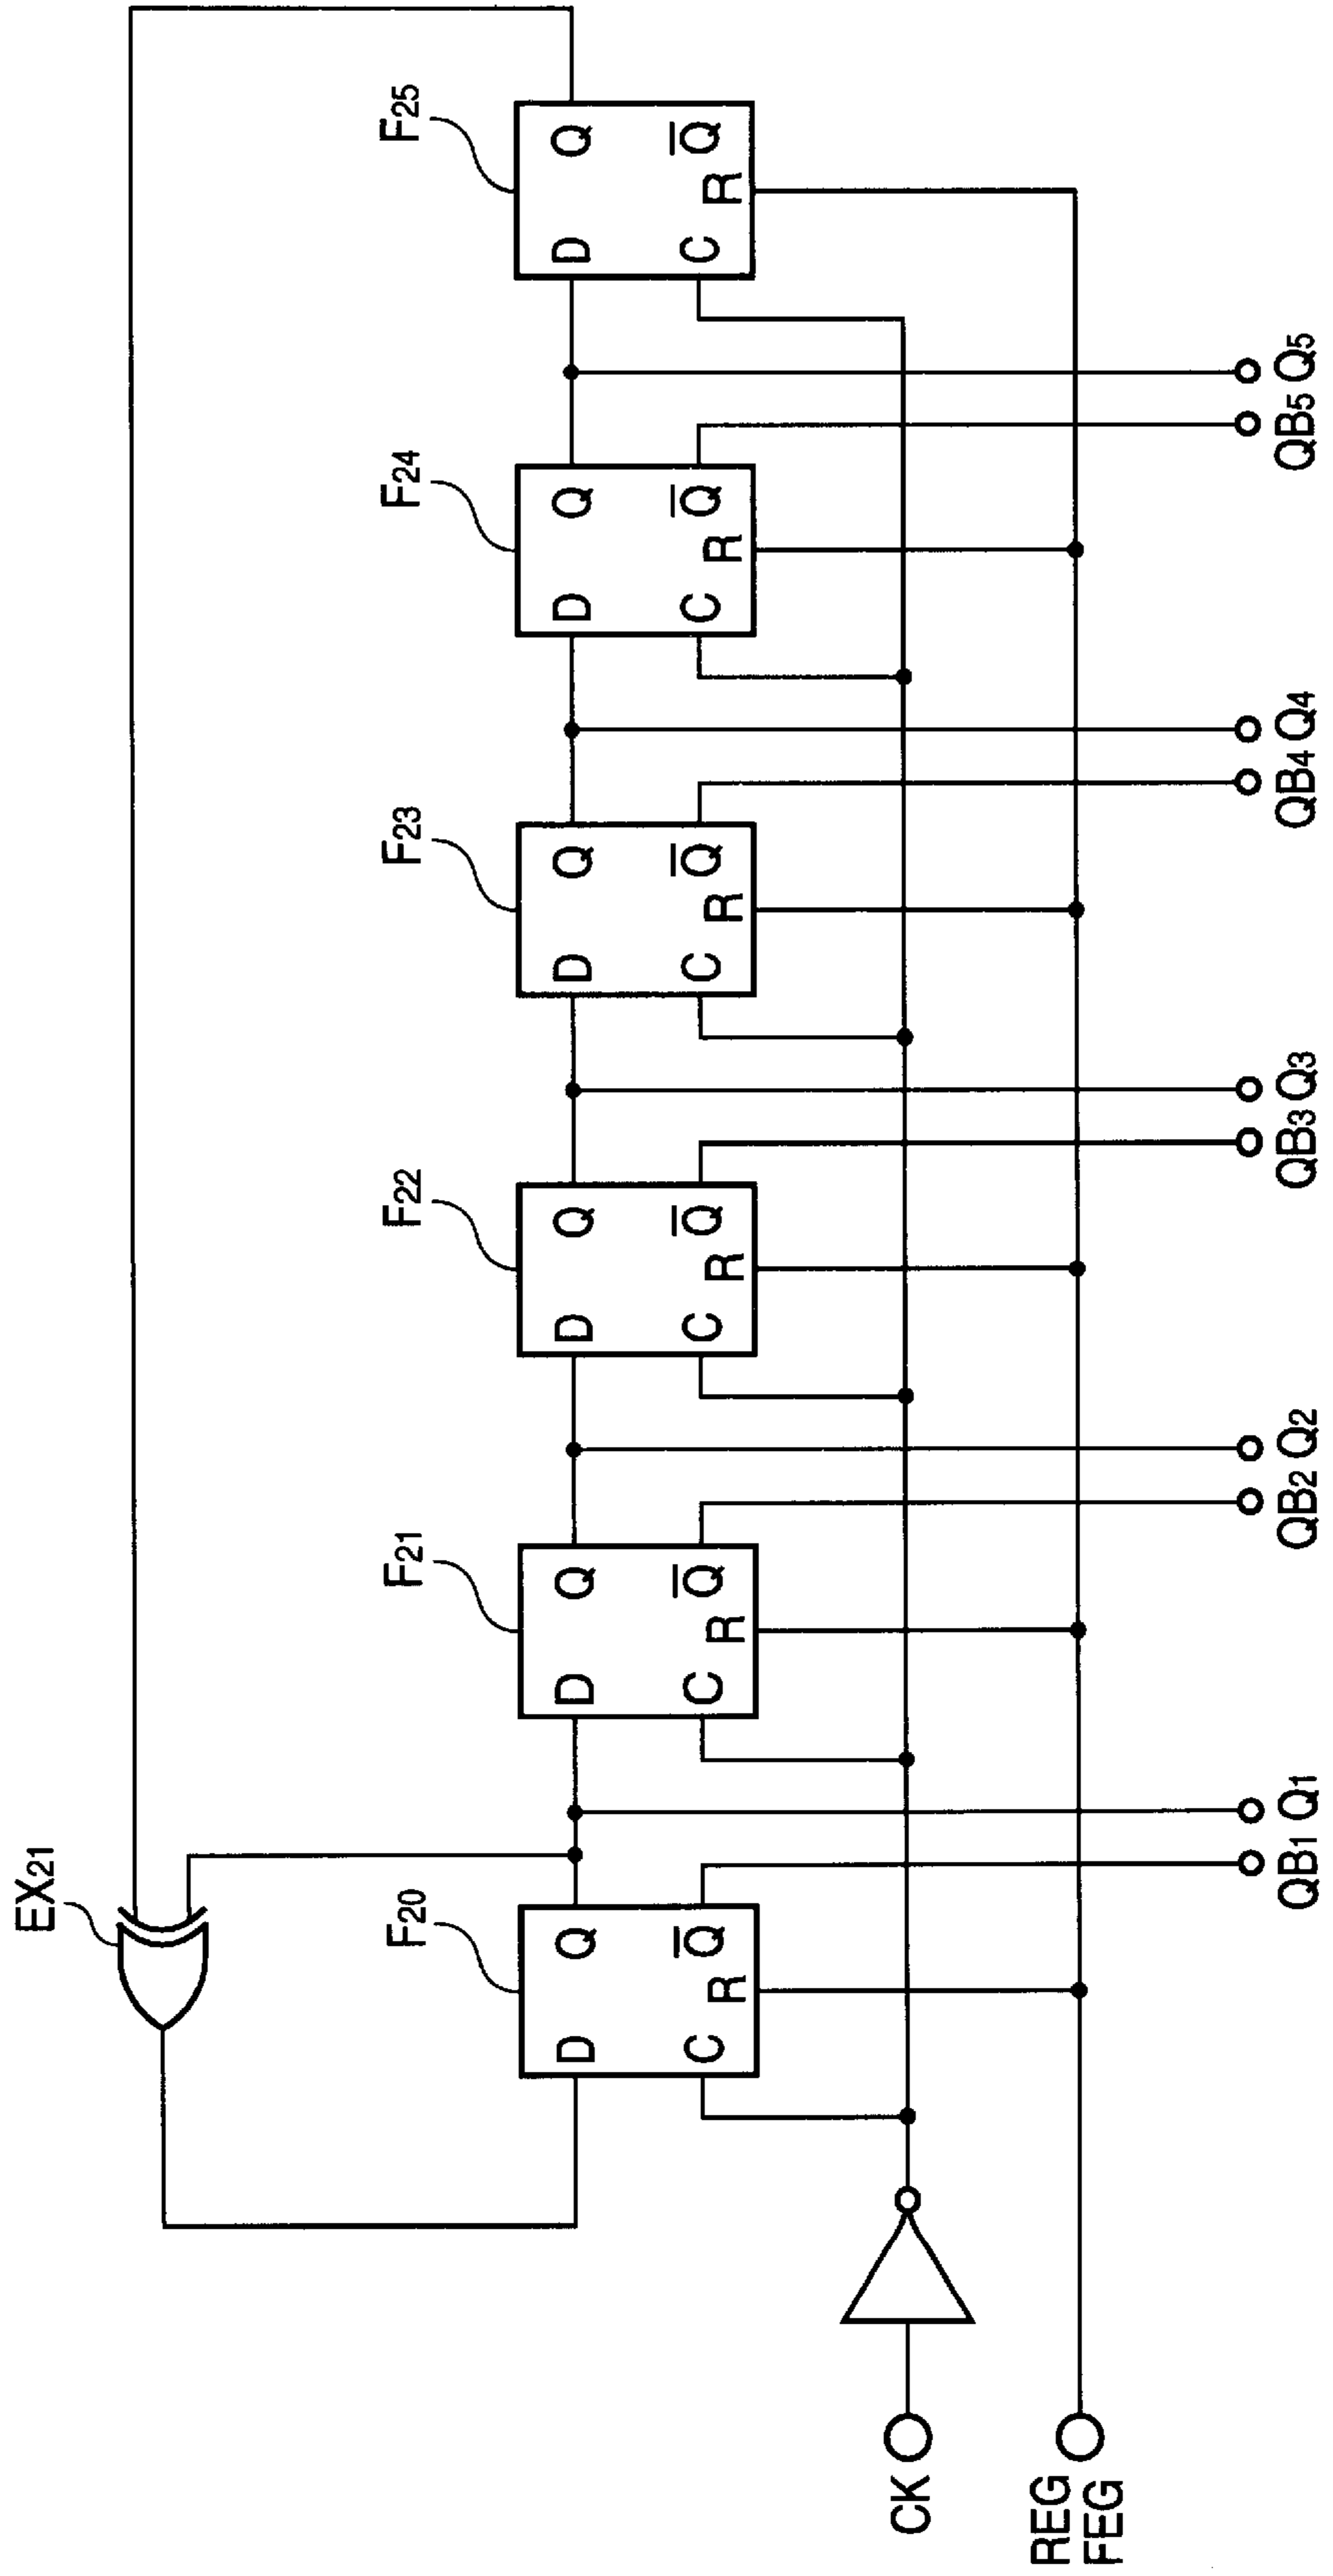 EX21
F20
F21
F22
F23
F24
F25
D Q
C R Q̅
D Q
C R Q̅
D Q
C R Q̅
D Q
C R Q̅
D Q
C R Q̅
D Q
C R Q̅
CK
REG
FEG
QB1 Q1
QB2 Q2
QB3 Q3
QB4 Q4
QB5 Q5